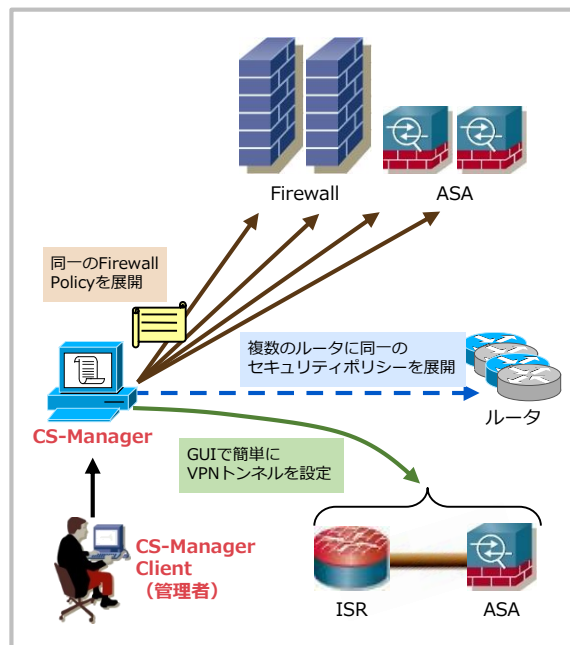 Firewall
ASA
同一のFirewall
Policyを展開
複数のルータに同一の
セキュリティポリシーを展開
ルータ
CS-Manager
GUIで簡単に
VPNトンネルを設定
CS-Manager
Client
（管理者）
ISR
ASA